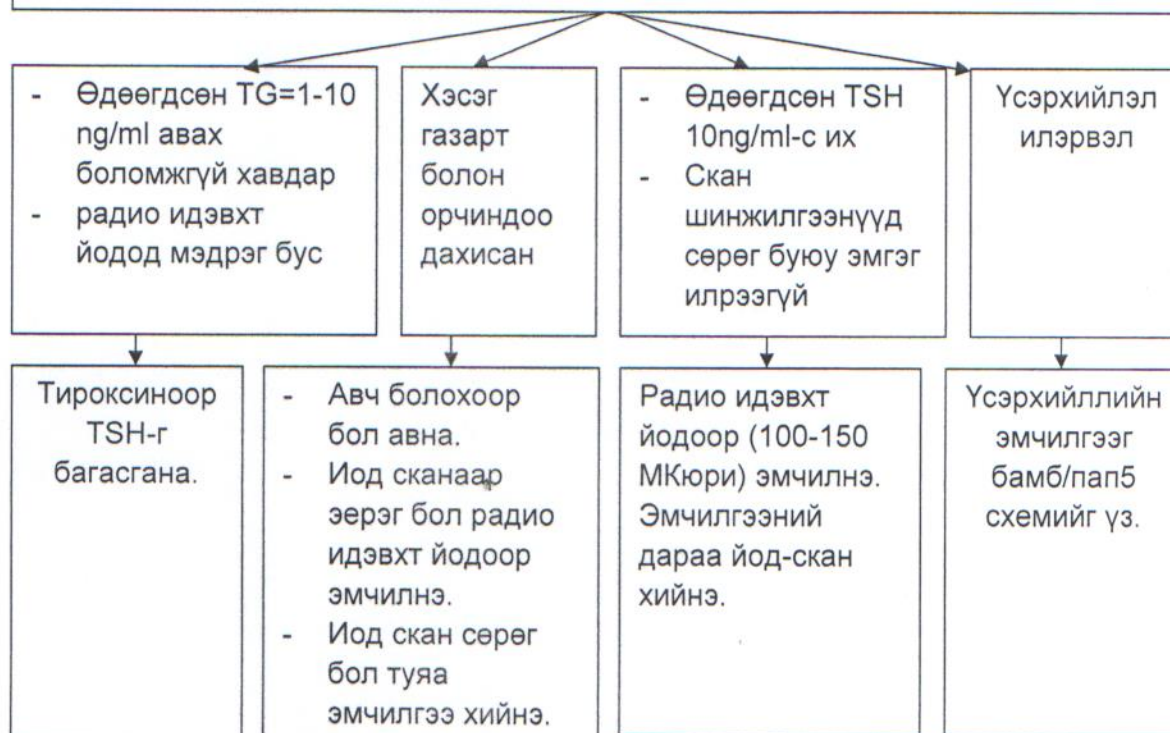 - Өдөөгдсөн TG=1-10
ng/ml авах
боломжгүй хавдар
- радио идэвхт
йодод мэдрэг бус
Хэсэг
газарт
болон
орчиндоо
дахисан
- Өдөөгдсөн TSH
10ng/ml-с их
- Скан
шинжилгээнүүд
сөрөг буюу эмгэг
илрээгүй
Үсэрхийлэл
илэрвэл
Тироксиноор
TSH-г
багасгана.
- Авч болохоор
бол авна.
- Иод сканаар
эерэг бол радио
идэвхт йодоор
эмчилнэ.
- Иод скан сөрөг
бол туяа
эмчилгээ хийнэ.
Радио идэвхт
йодоор (100-150
МКюри) эмчилнэ.
Эмчилгээний
дараа йод-скан
хийнэ.
Үсэрхийллийн
эмчилгээг
бамб/пап5
схемийг үз.